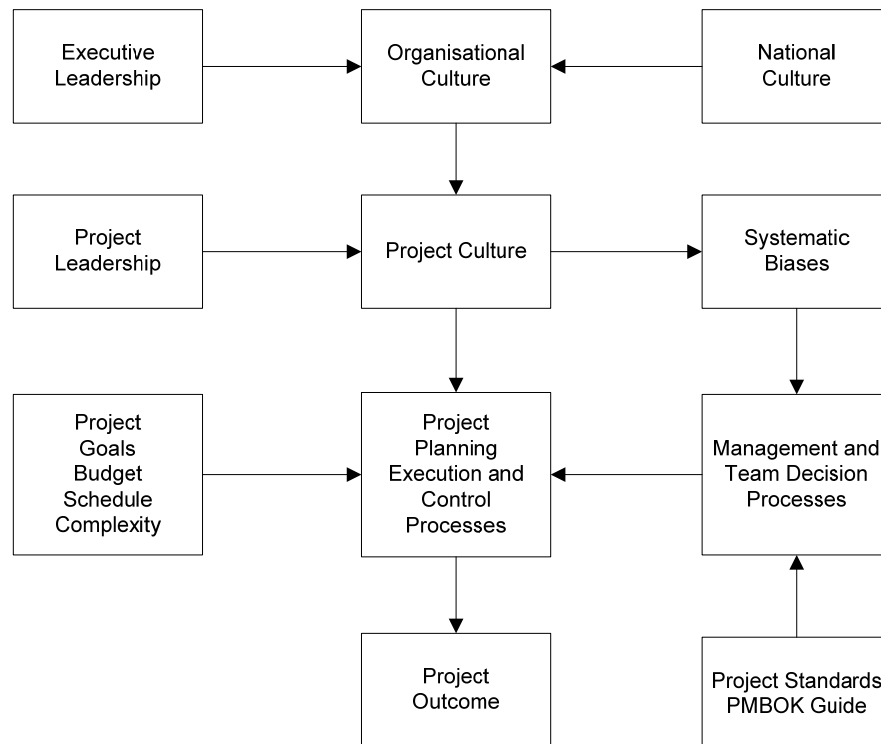 Executive
Leadership
Organisational
Culture
National
Culture
Project
Leadership
Project Culture
Systematic
Biases
Project
Goals
Budget
Schedule
Complexity
Project
Planning
Execution and
Control
Processes
Management and
Team Decision
Processes
Project
Outcome
Project Standards
PMBOK Guide